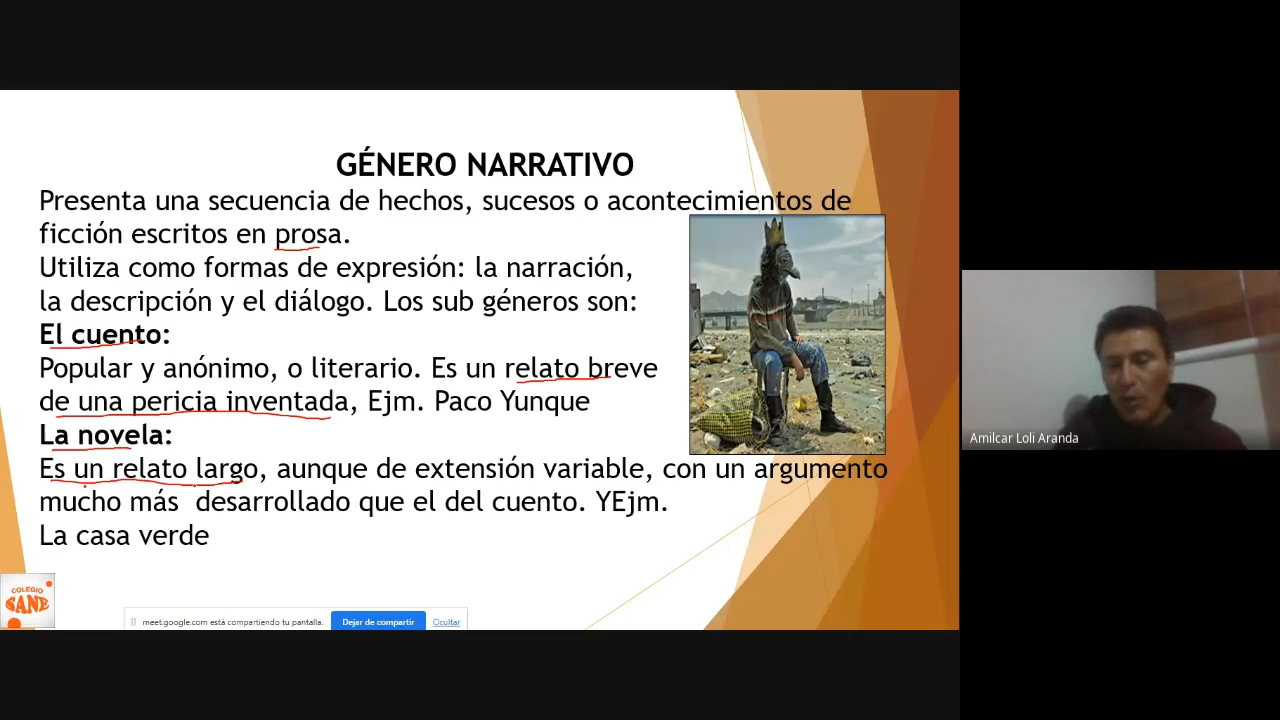 GÉNERO NARRATIVO
Presenta una secuencia de hechos, sucesos o acontecimientos de
ficción escritos en prosa.
Utiliza como formas de expresión: la narración,
la descripción y el diálogo. Los sub géneros son:
El cuento:
Popular y anónimo, o literario. Es un relato breve
de una pericia inventada, Ejm. Paco Yunque
La novela:
Es un relato largo, aunque de extensión variable, con un argumento
mucho más desarrollado que el del cuento. YEjm.
La casa verde
COLEGIO
SANE
meet.google.com está compartiendo tu pantalla. Dejar de compartir Ocultar
Amilcar Loli Aranda